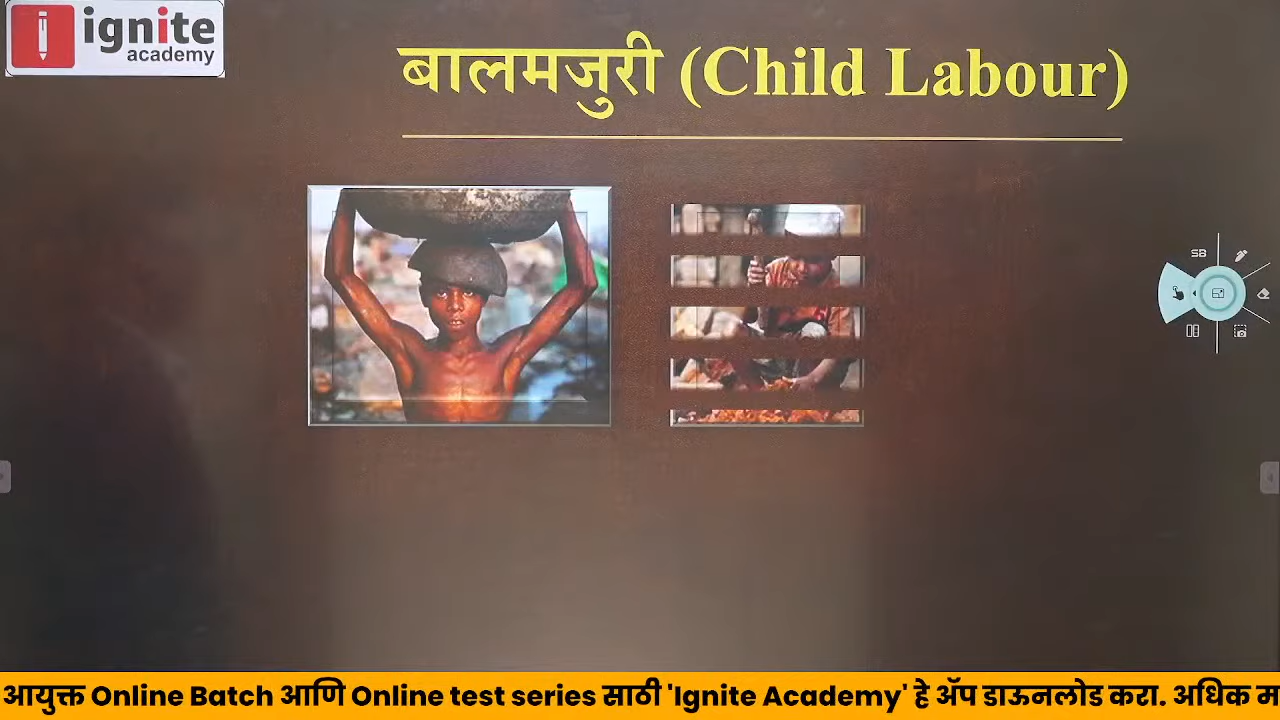 ignite
academy
बालमजुरी (Child Labour)
SB
आयुक्त Online Batch आणि Online test series साठी 'Ignite Academy' हे ॲप डाऊनलोड करा. अधिक